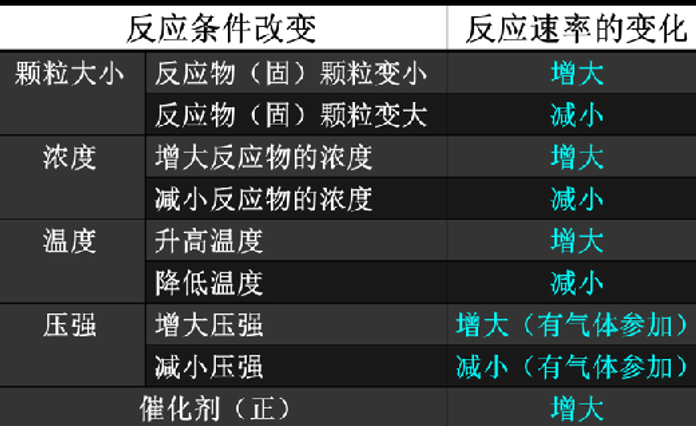 反应条件改变 反应速率的变化
颗粒大小 反应物（固）颗粒变小 增大
反应物（固）颗粒变大 减小
浓度 增大反应物的浓度 增大
减小反应物的浓度 减小
温度 升高温度 增大
降低温度 减小
压强 增大压强 增大（有气体参加）
减小压强 减小（有气体参加）
催化剂（正） 增大